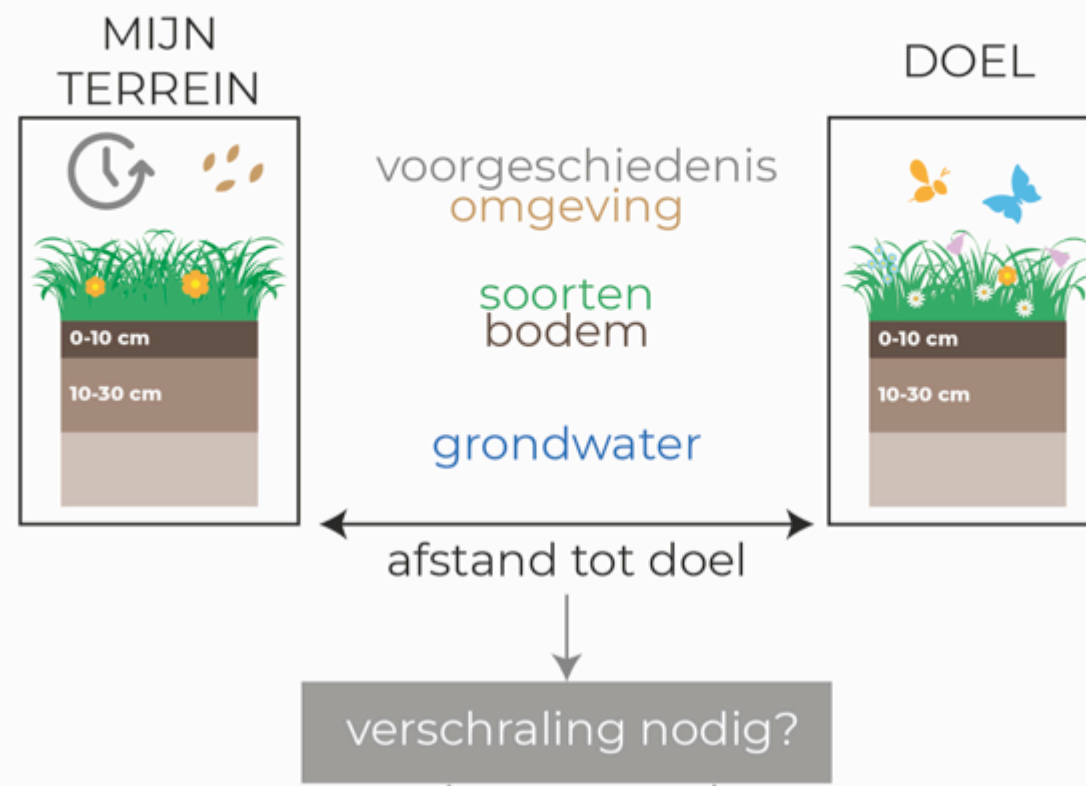 MIJN
TERREIN
DOEL
voorgeschiedenis
omgeving
soorten
bodem
grondwater
0-10 cm
10-30 cm
0-10 cm
10-30 cm
afstand tot doel
verschraling nodig?